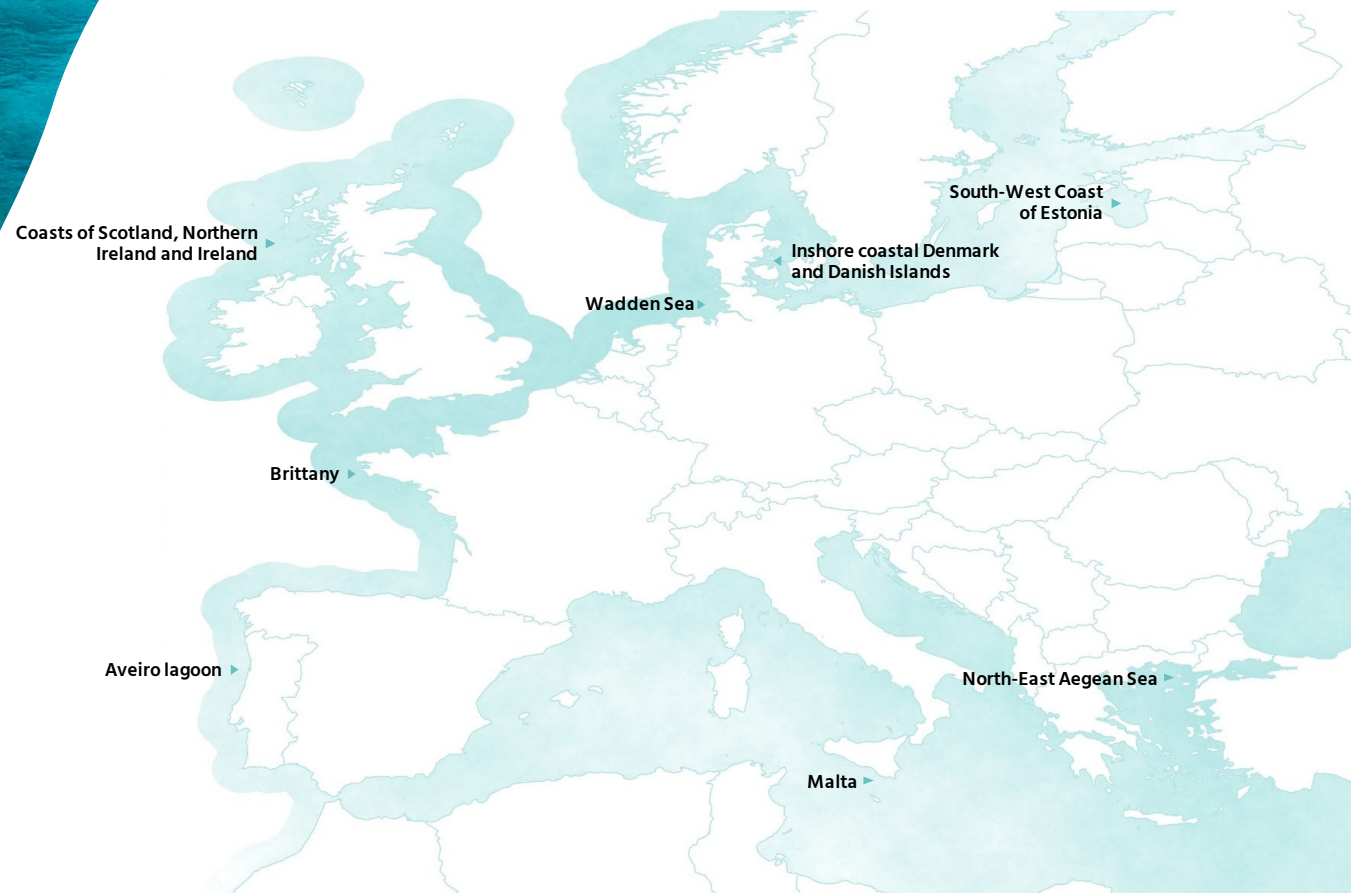 South-West Coast
of Estonia
Coasts of Scotland, Northern
Ireland and Ireland
Inshore coastal Denmark
and Danish Islands
Wadden Sea
Brittany
Aveiro lagoon
North-East Aegean Sea
Malta